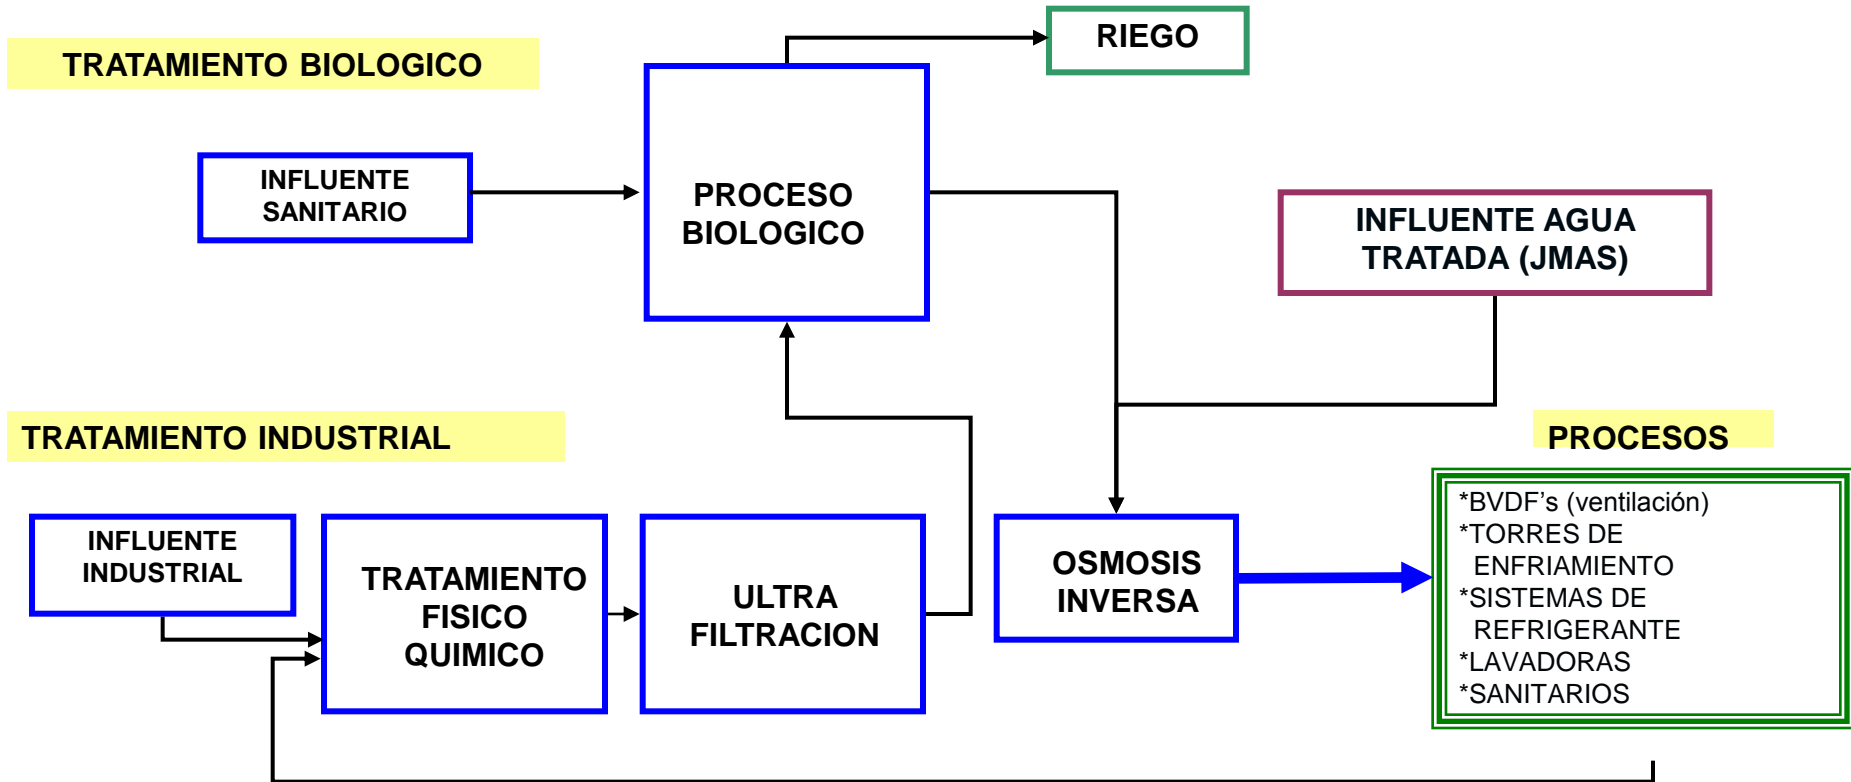 RIEGO
TRATAMIENTO BIOLOGICO
INFLUENTE
SANITARIO
PROCESO
BIOLOGICO
INFLUENTE AGUA
TRATADA (JMAS)
TRATAMIENTO INDUSTRIAL
PROCESOS
INFLUENTE
INDUSTRIAL
TRATAMIENTO
FISICO
QUIMICO
ULTRA
FILTRACION
OSMOSIS
INVERSA
*BVDF's (ventilación)
*TORRES DE
ENFRIAMIENTO
*SISTEMAS DE
REFRIGERANTE
*LAVADORAS
*SANITARIOS